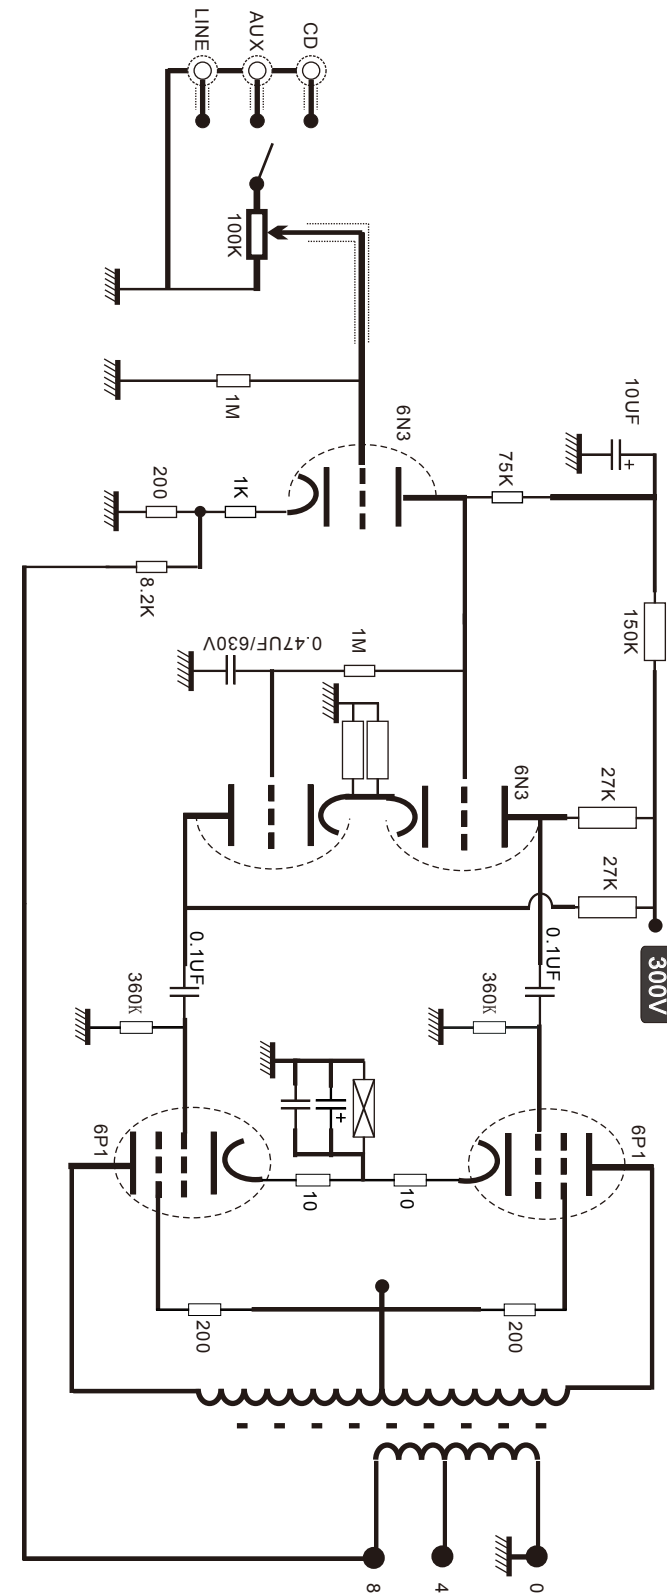 LINE
AUX
CD
100K
1M
10UF
6N3
75K
200
1K
8.2K
150K
0.47UF/630V
1M
6N3
27K
27K
300V
0.1UF
0.1UF
360K
360K
6P1
6P1
10
10
200
200
0
4
8